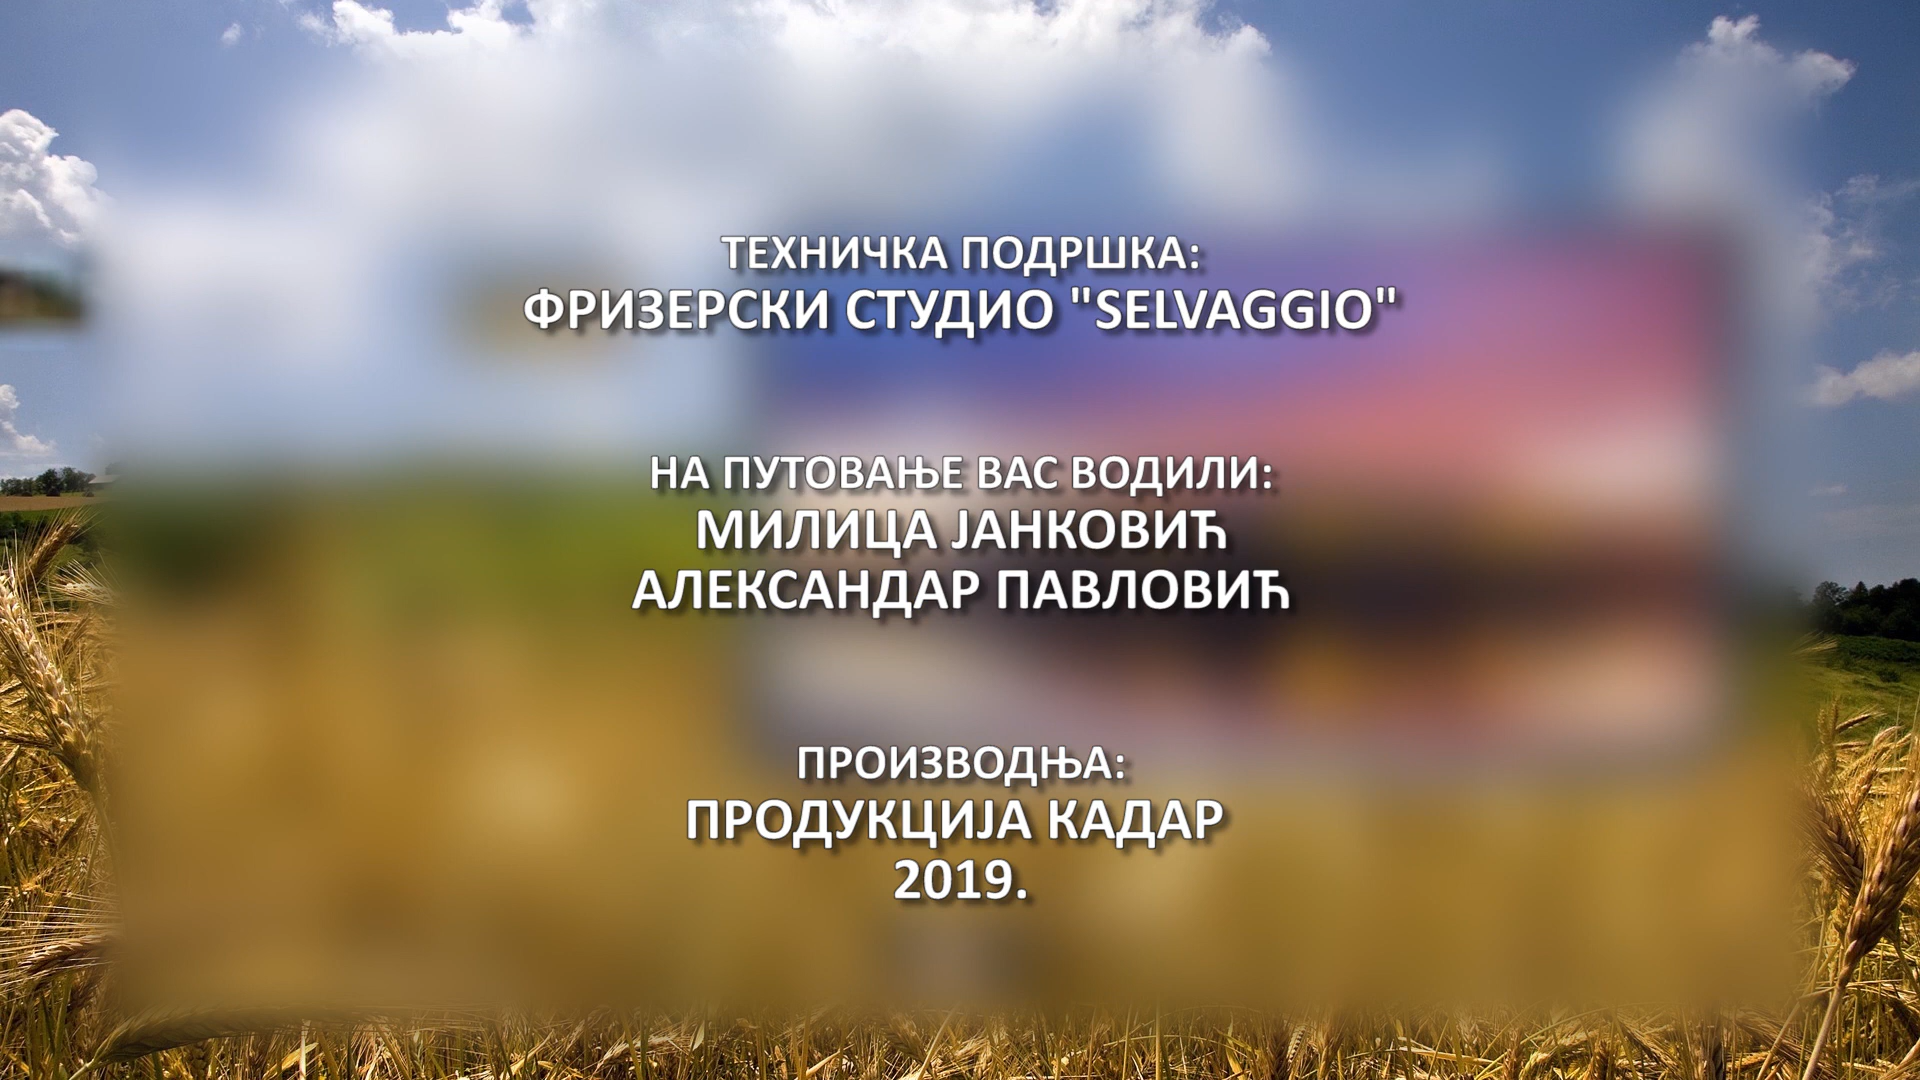 ТЕХНИЧКА ПОДРШКА:
ФРИЗЕРСКИ СТУДИО "SELVAGGIO"
НА ПУТОВАЊЕ ВАС ВОДИЛИ:
МИЛИЦА ЈАНКОВИЋ
АЛЕКСАНДАР ПАВЛОВИЋ
ПРОИЗВОДЊА:
ПРОДУКЦИЈА КАДАР
2019.